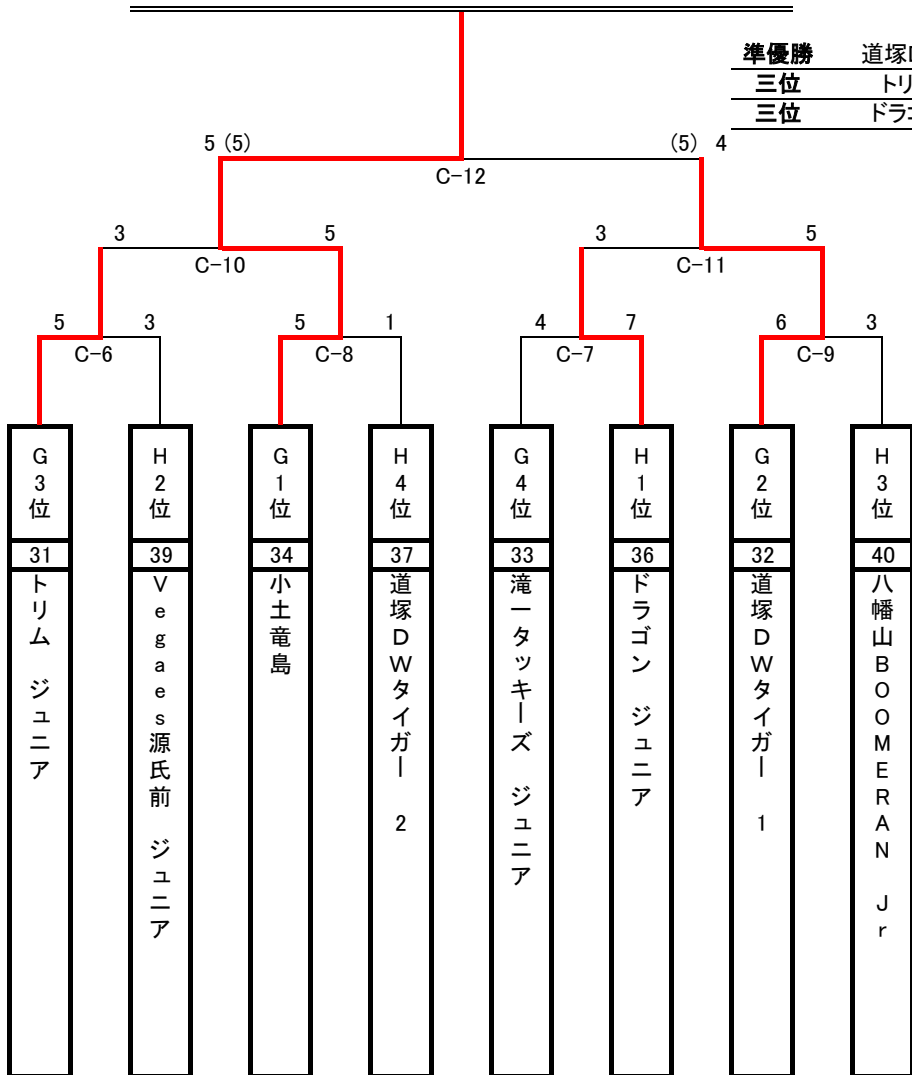 準優勝 道塚
三位 トリ
三位 ドラ
5 (5) (5) 4
C-12
3 5 3 5
C-10 C-11
5 3 5 1 4 7 6 3
C-6 C-8 C-7 C-9
G3位
31
トリム ジュニア
H2位
39
Vegaes源氏前 ジュニア
G1位
34
小土竜島
H4位
37
道塚DWタイガー 2
G4位
33
滝一タッキーズ ジュニア
H1位
36
ドラゴン ジュニア
G2位
32
道塚DWタイガー 1
H3位
40
八幡山BOOMERAN Jr